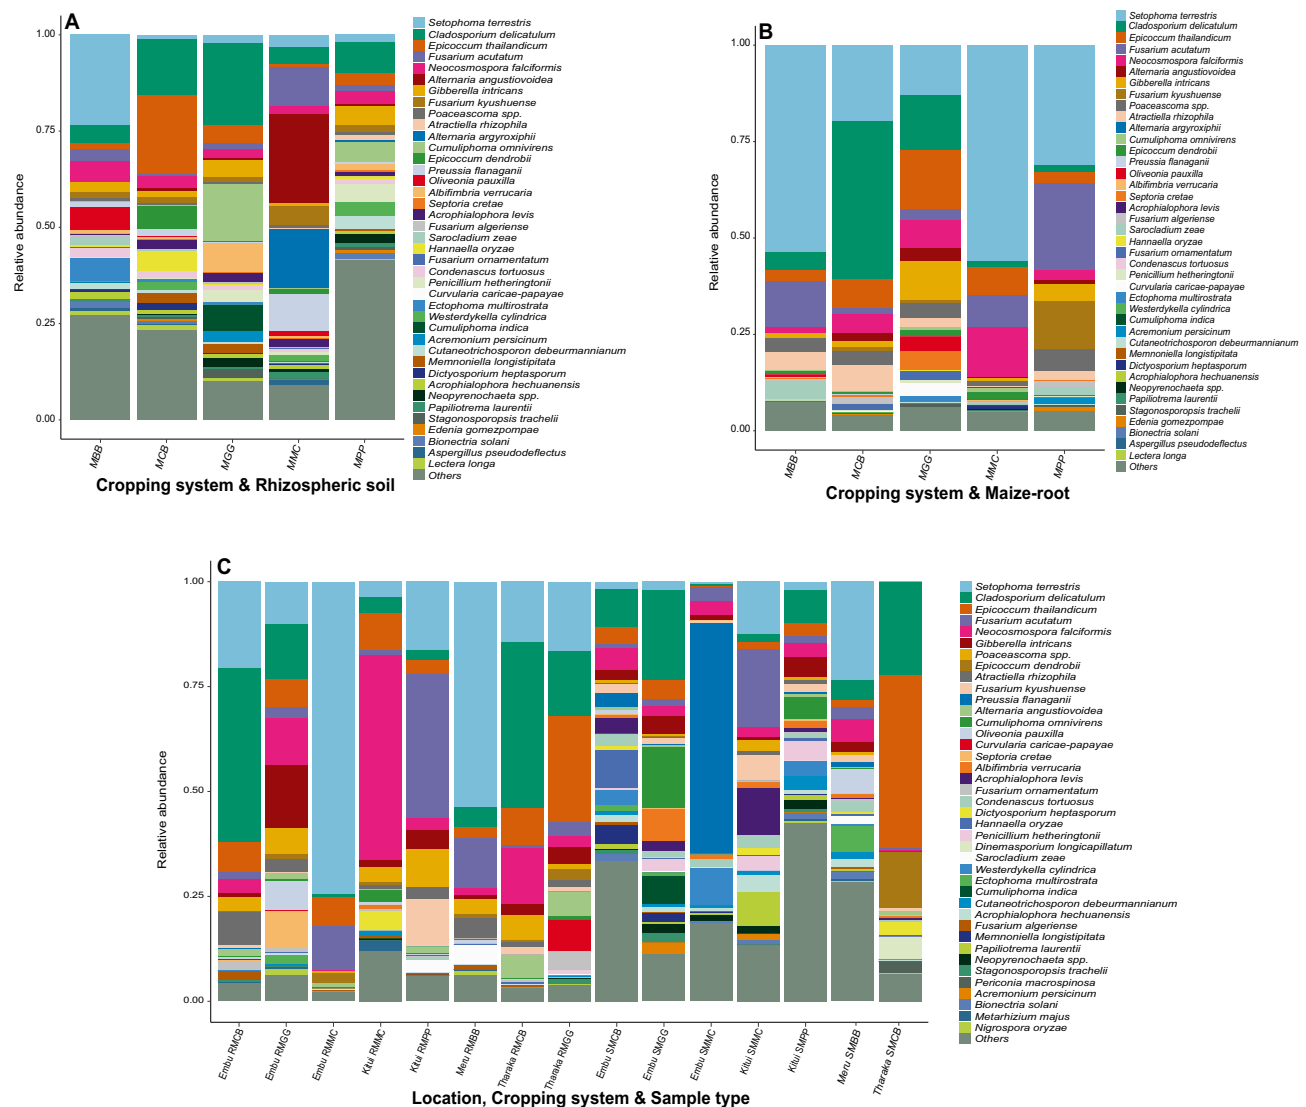 A
Relative abundance
1.00
0.75
0.50
0.25
0.00
MBB
MCB
MGG
MMC
MPP
Cropping system & Rhizospheric soil
Setophoma terrestris
Cladosporium delicatulum
Epicoccum thailandicum
Fusarium acutatum
Neocosmospora falciformis
Alternaria angustiovoidea
Gibberella intricans
Fusarium kyushuense
Poaceascoma spp.
Atractiella rhizophila
Alternaria argyroxiphii
Cumuliphoma omnivirens
Epicoccum dendrobii
Preussia flanaganii
Oliveonia pauxilla
Albifimbria verrucaria
Septoria cretae
Acrophialophora levis
Fusarium algeriense
Sarocladium zeae
Hannaella oryzae
Fusarium ornamentatum
Condenascus tortuosus
Penicillium hetheringtonii
Curvularia caricae-papayae
Ectophoma multirostrata
Westerdykella cylindrica
Cumuliphoma indica
Acremonium persicinum
Cutaneotrichosporon debeurmannianum
Memnoniella longistipitata
Dictyosporium heptasporum
Acrophialophora hechuanensis
Neopyrenochaeta spp.
Papiliotrema laurentii
Stagonosporopsis trachelii
Edenia gomezpompae
Bionectria solani
Aspergillus pseudodeflectus
Lectera longa
Others
B
Relative abundance
1.00
0.75
0.50
0.25
0.00
MBB
MCB
MGG
MMC
MPP
Cropping system & Maize-root
Setophoma terrestris
Cladosporium delicatulum
Epicoccum thailandicum
Fusarium acutatum
Neocosmospora falciformis
Alternaria angustiovoidea
Gibberella intricans
Fusarium kyushuense
Poaceascoma spp.
Atractiella rhizophila
Alternaria argyroxiphii
Cumuliphoma omnivirens
Epicoccum dendrobii
Preussia flanaganii
Oliveonia pauxilla
Albifimbria verrucaria
Septoria cretae
Acrophialophora levis
Fusarium algeriense
Sarocladium zeae
Hannaella oryzae
Fusarium ornamentatum
Condenascus tortuosus
Penicillium hetheringtonii
Curvularia caricae-papayae
Ectophoma multirostrata
Westerdykella cylindrica
Cumuliphoma indica
Acremonium persicinum
Cutaneotrichosporon debeurmannianum
Memnoniella longistipitata
Dictyosporium heptasporum
Acrophialophora hechuanensis
Neopyrenochaeta spp.
Papiliotrema laurentii
Stagonosporopsis trachelii
Edenia gomezpompae
Bionectria solani
Aspergillus pseudodeflectus
Lectera longa
Others
C
Relative abundance
1.00
0.75
0.50
0.25
0.00
Embu RMCB
Embu RMGG
Embu RMMC
Kitui RMMC
Kitui RMPP
Meru RMBB
Tharaka RMCB
Tharaka RMGG
Embu SMCB
Embu SMGG
Embu SMMC
Kitui SMMC
Kitui SMPP
Meru SMBB
Tharaka SMCB
Location, Cropping system & Sample type
Setophoma terrestris
Cladosporium delicatulum
Epicoccum thailandicum
Fusarium acutatum
Neocosmospora falciformis
Gibberella intricans
Poaceascoma spp.
Epicoccum dendrobii
Atractiella rhizophila
Fusarium kyushuense
Preussia flanaganii
Alternaria angustiovoidea
Cumuliphoma omnivirens
Oliveonia pauxilla
Curvularia caricae-papayae
Septoria cretae
Albifimbria verrucaria
Acrophialophora levis
Fusarium ornamentatum
Condenascus tortuosus
Dictyosporium heptasporum
Hannaella oryzae
Penicillium hetheringtonii
Dinemasporium longicapillatum
Sarocladium zeae
Westerdykella cylindrica
Ectophoma multirostrata
Cumuliphoma indica
Cutaneotrichosporon debeurmannianum
Acrophialophora hechuanensis
Fusarium algeriense
Memnoniella longistipitata
Papiliotrema laurentii
Neopyrenochaeta spp.
Stagonosporopsis trachelii
Periconia macrospinosa
Acremonium persicinum
Bionectria solani
Metarhizium majus
Nigrospora oryzae
Others